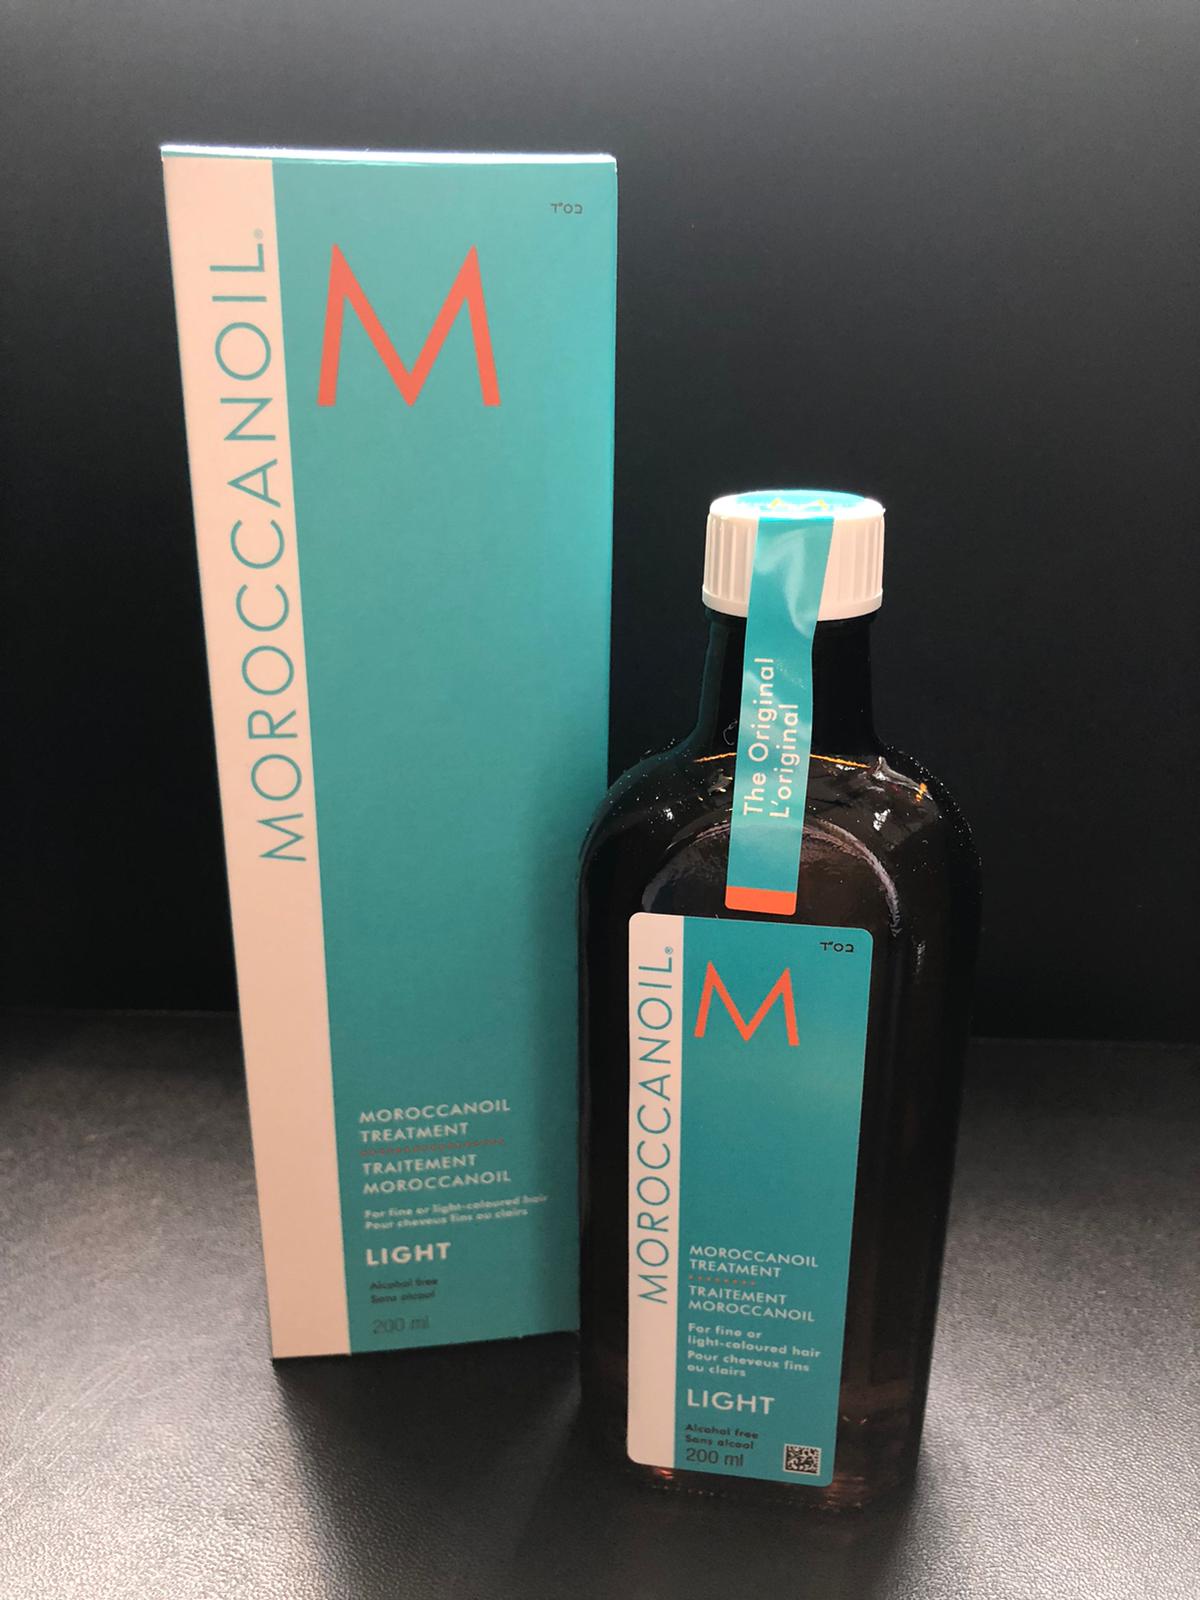 בס"ד
M
MOROCCANOIL®
MOROCCANOIL
TREATMENT
TRAITEMENT
MOROCCANOIL
For fine or light-coloured hair
Pour cheveux fins ou clairs
LIGHT
Alcohol free
Sans alcool
200 ml
The Original
L'original
בס"ד
M
MOROCCANOIL®
MOROCCANOIL
TREATMENT
TRAITEMENT
MOROCCANOIL
For fine or
light-coloured hair
Pour cheveux fins
ou clairs
LIGHT
Alcohol free
Sans alcool
200 ml